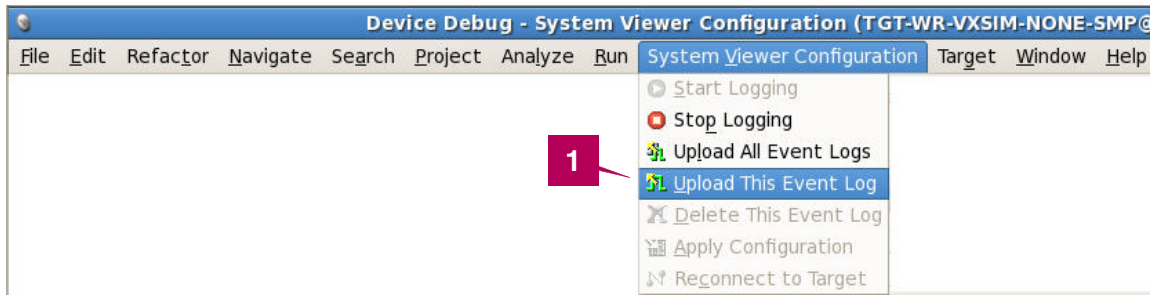 Device Debug - System Viewer Configuration (TGT-WR-VXSIM-NONE-SMP@
File Edit Refactor Navigate Search Project Analyze Run System Viewer Configuration Target Window Help
Start Logging
Stop Logging
Upload All Event Logs
1
Upload This Event Log
Delete This Event Log
Apply Configuration
Reconnect to Target